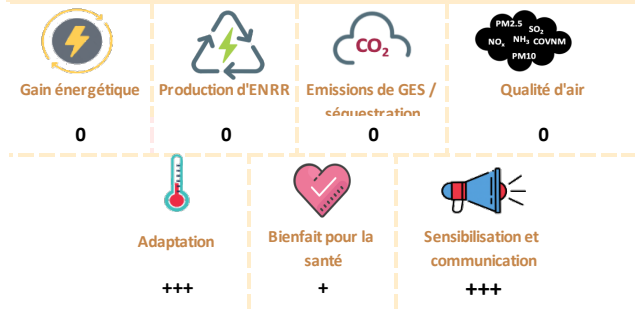 PM2.5
SO2
NOx
NH3 COVNM
PM10
CO2
Gain énergétique
Production d'ENRR
Emissions de GES /
séquestration
Qualité d'air
0
0
0
0
Adaptation
Bienfait pour la
santé
Sensibilisation et
communication
+++
+
+++